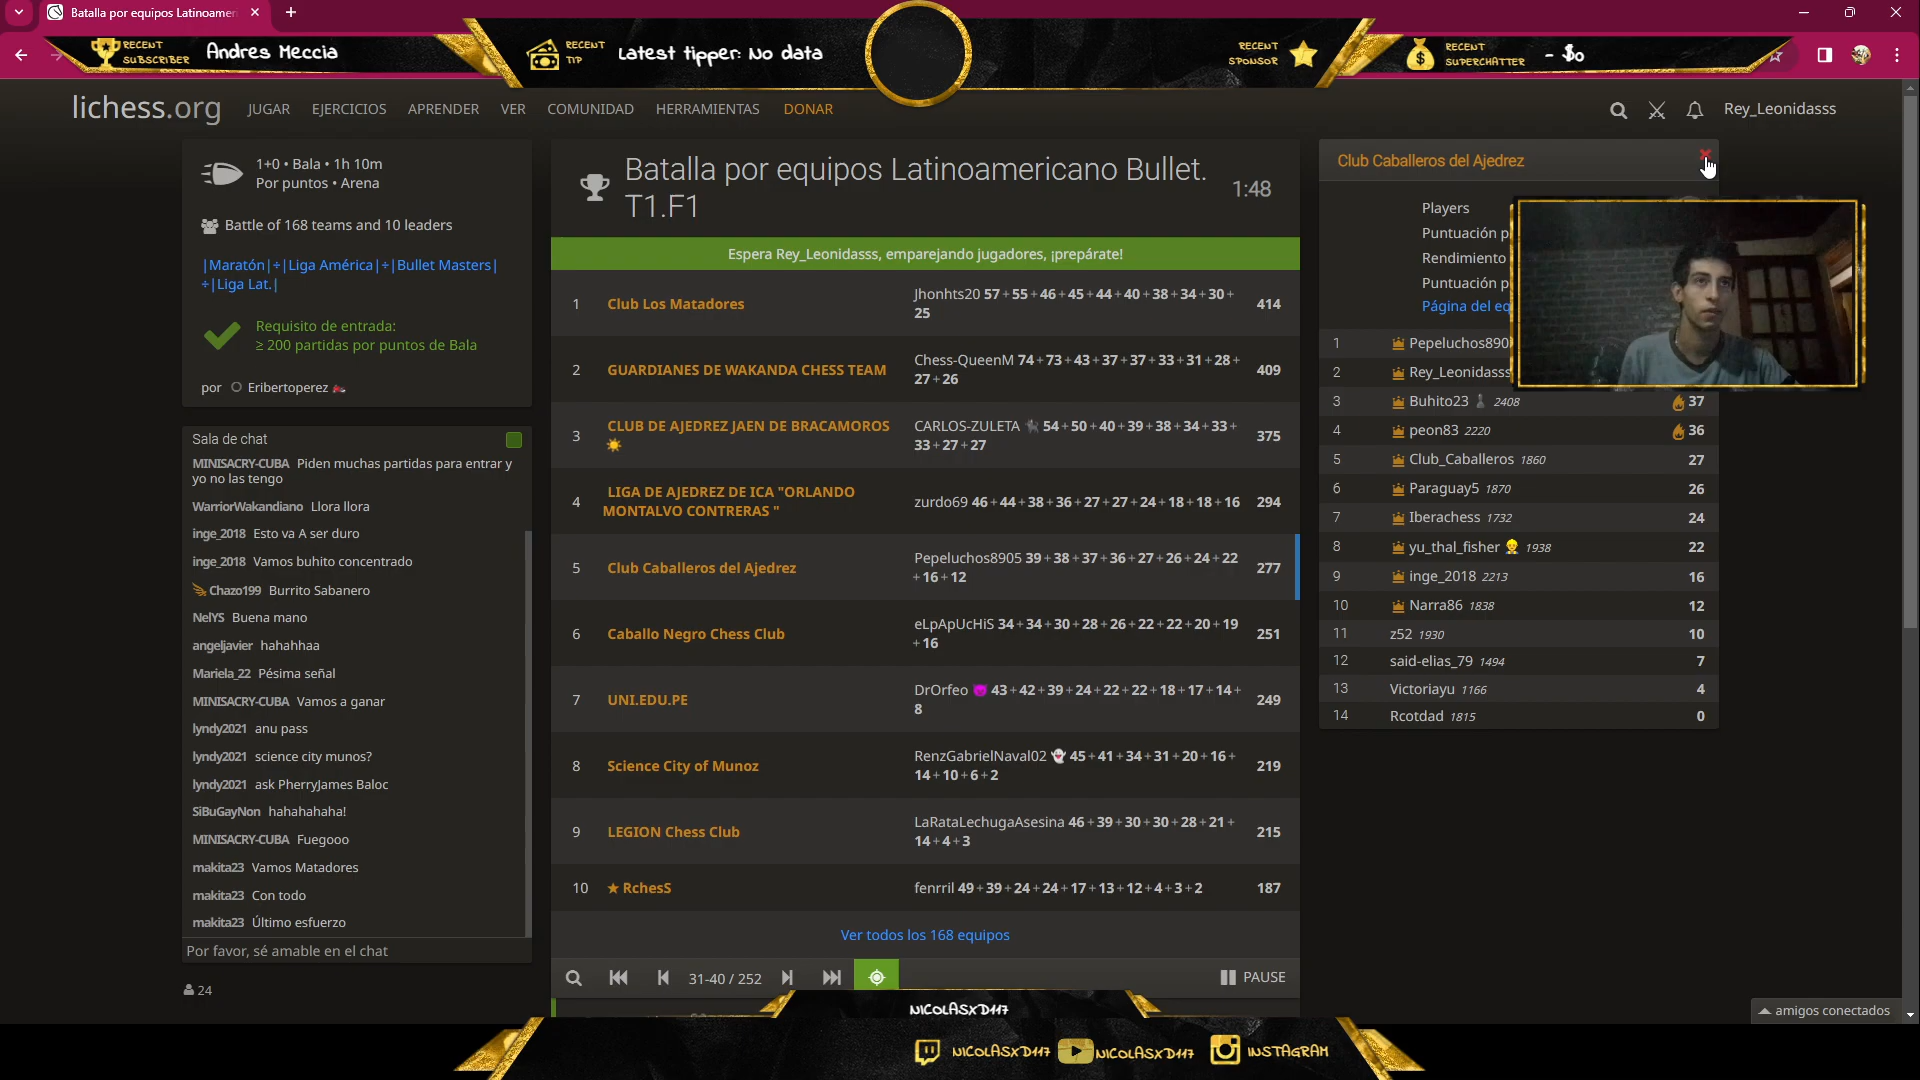 Batalla por equipos Latinoamer
RECENT
SUBSCRIBER
Andres Meccia
RECENT
TIP
Latest tipper: No data
RECENT
SPONSOR
RECENT
SUPERCHATTER
- $0
lichess.org
JUGAR
EJERCICIOS
APRENDER
VER
COMUNIDAD
HERRAMIENTAS
DONAR
Rey_Leonidasss
1+0 • Bala • 1h 10m
Por puntos • Arena
Battle of 168 teams and 10 leaders
|Maratón|÷|Liga América|÷|Bullet Masters|
÷|Liga Lat.|
Requisito de entrada:
≥ 200 partidas por puntos de Bala
por Eribertoperez
Sala de chat
MINISACRY-CUBA Piden muchas partidas para entrar y
yo no las tengo
WarriorWakandiano Llora llora
inge_2018 Esto va A ser duro
inge_2018 Vamos buhito concentrado
Chazo199 Burrito Sabanero
NelYS Buena mano
angeljavier hahahhaa
Mariela_22 Pésima señal
MINISACRY-CUBA Vamos a ganar
lyndy2021 anu pass
lyndy2021 science city munos?
lyndy2021 ask PherryJames Baloc
SiBuGayNon hahahahaha!
MINISACRY-CUBA Fuegooo
makita23 Vamos Matadores
makita23 Con todo
makita23 Último esfuerzo
Por favor, sé amable en el chat
24
Batalla por equipos Latinoamericano Bullet.
T1.F1
1:48
Espera Rey_Leonidasss, emparejando jugadores, ¡prepárate!
1 Club Los Matadores Jhonhts20 57+55+46+45+44+40+38+34+30+
25 414
2 GUARDIANES DE WAKANDA CHESS TEAM Chess-QueenM 74+73+43+37+37+33+31+28+
27+26 409
3 CLUB DE AJEDREZ JAEN DE BRACAMOROS ☀️ CARLOS-ZULETA 54+50+40+39+38+34+33+
33+27+27 375
4 LIGA DE AJEDREZ DE ICA "ORLANDO
MONTALVO CONTRERAS " zurdo69 46+44+38+36+27+27+24+18+18+16 294
5 Club Caballeros del Ajedrez Pepeluchos8905 39+38+37+36+27+26+24+22
+16+12 277
6 Caballo Negro Chess Club eLpApUcHiS 34+34+30+28+26+22+22+20+19
+16 251
7 UNI.EDU.PE DrOrfeo 😈 43+42+39+24+22+22+18+17+14+
8 249
8 Science City of Munoz RenzGabrielNaval02 👻 45+41+34+31+20+16+
14+10+6+2 219
9 LEGION Chess Club LaRataLechugaAsesina 46+39+30+30+28+21+
14+4+3 215
10 ★ RchesS fenrril 49+39+24+24+17+13+12+4+3+2 187
Ver todos los 168 equipos
31-40 / 252
PAUSE
Club Caballeros del Ajedrez
Players
Puntuación p
Rendimiento
Puntuación p
Página del eq
1 Pepeluchos890
2 Rey_Leonidasss
3 Buhito23 2408 37
4 peon83 2220 36
5 Club_Caballeros 1860 27
6 Paraguay5 1870 26
7 Iberachess 1732 24
8 yu_thal_fisher 1938 22
9 inge_2018 2213 16
10 Narra86 1838 12
11 z52 1930 10
12 said-elias_79 1494 7
13 Victoriayu 1166 4
14 Rcotdad 1815 0
amigos conectados
NICOLASXD117
NICOLASXD117
NICOLASXD117
INSTAGRAM